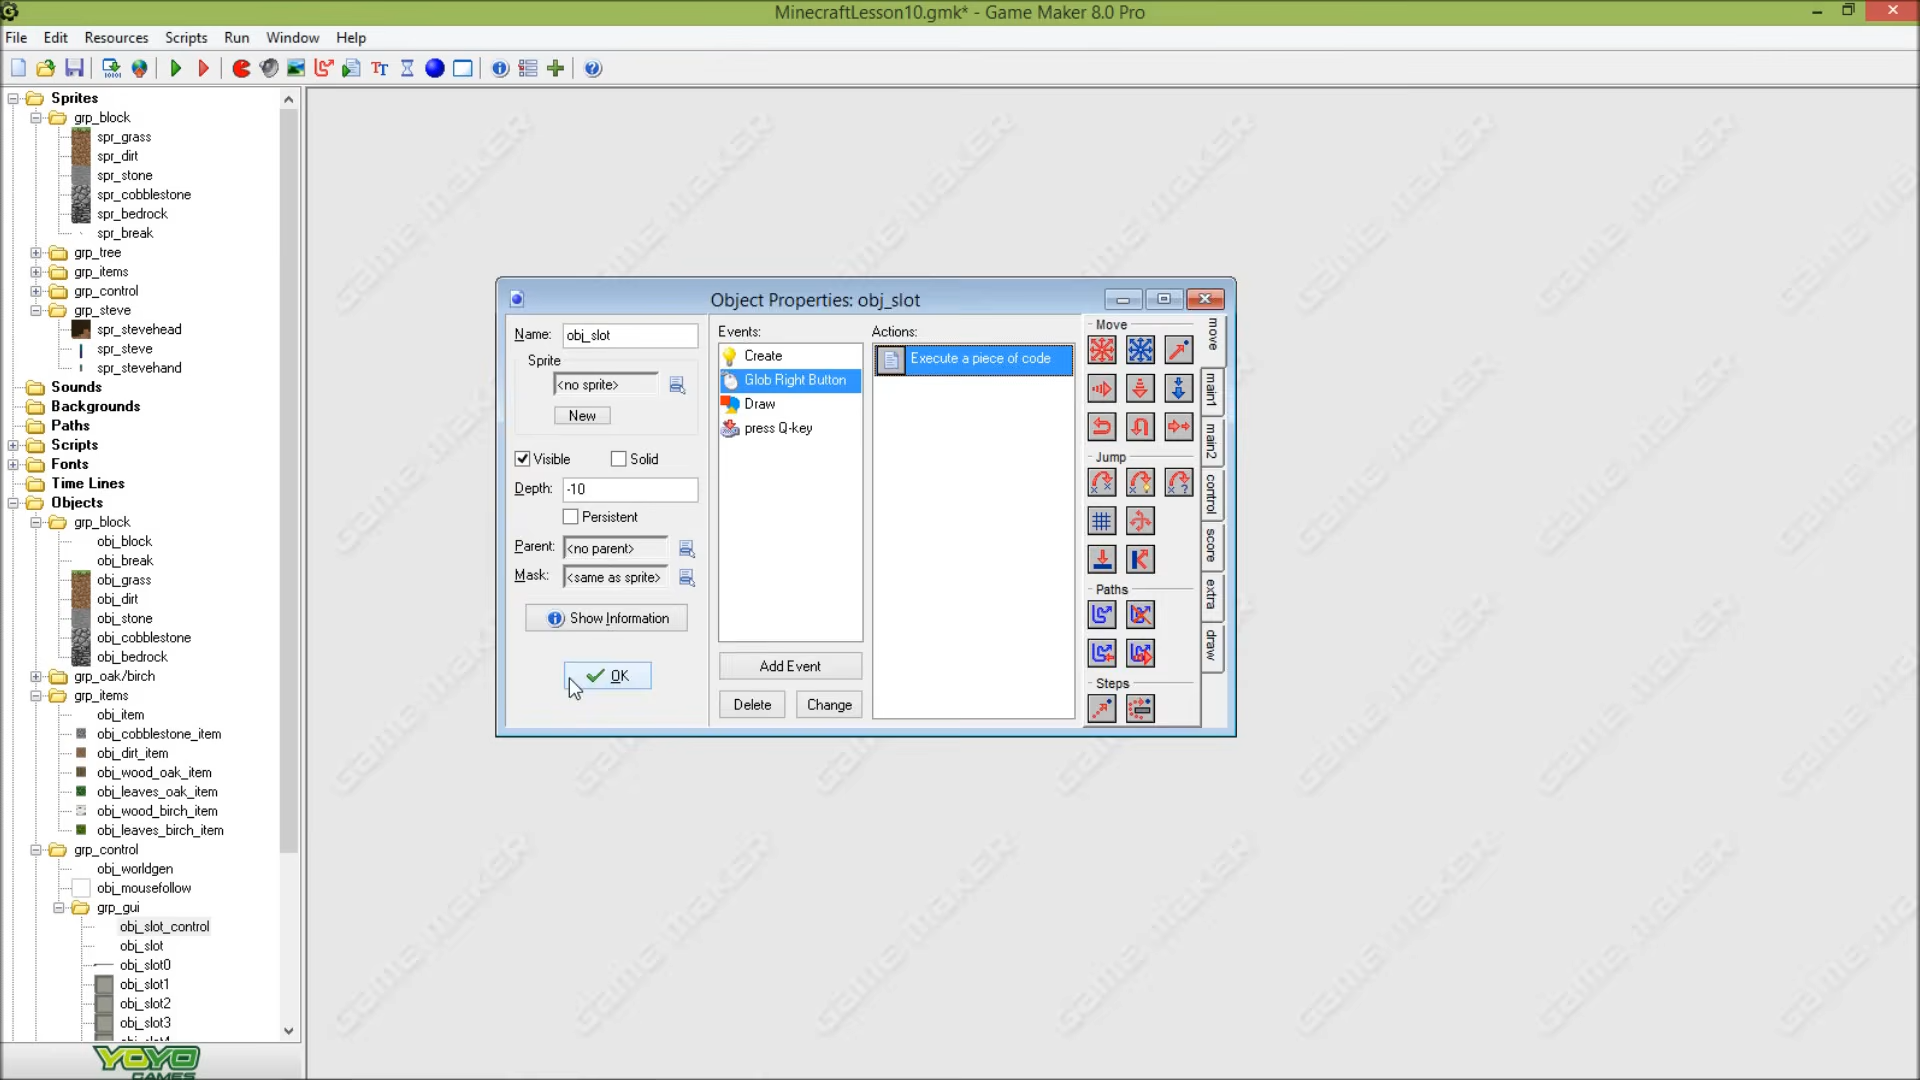 MinecraftLesson10.gmk* - Game Maker 8.0 Pro
File Edit Resources Scripts Run Window Help
Sprites
grp_block
spr_grass
spr_dirt
spr_stone
spr_cobblestone
spr_bedrock
spr_break
grp_tree
grp_items
grp_control
grp_steve
spr_stevehead
spr_steve
spr_stevehand
Sounds
Backgrounds
Paths
Scripts
Fonts
Time Lines
Objects
grp_block
obj_block
obj_break
obj_grass
obj_dirt
obj_stone
obj_cobblestone
obj_bedrock
grp_oak/birch
grp_items
obj_item
obj_cobblestone_item
obj_dirt_item
obj_wood_oak_item
obj_leaves_oak_item
obj_wood_birch_item
obj_leaves_birch_item
grp_control
obj_worldgen
obj_mousefollow
grp_gui
obj_slot_control
obj_slot
obj_slot0
obj_slot1
obj_slot2
obj_slot3
YOYO
GAMES
Object Properties: obj_slot
Name: obj_slot
Sprite
<no sprite>
New
Visible Solid
Depth: -10
Persistent
Parent: <no parent>
Mask: <same as sprite>
Show Information
OK
Events:
Create
Glob Right Button
Draw
press Q-key
Add Event
Delete Change
Actions:
Execute a piece of code
Move
Jump
Paths
Steps
move
main1
main2
control
score
extra
draw